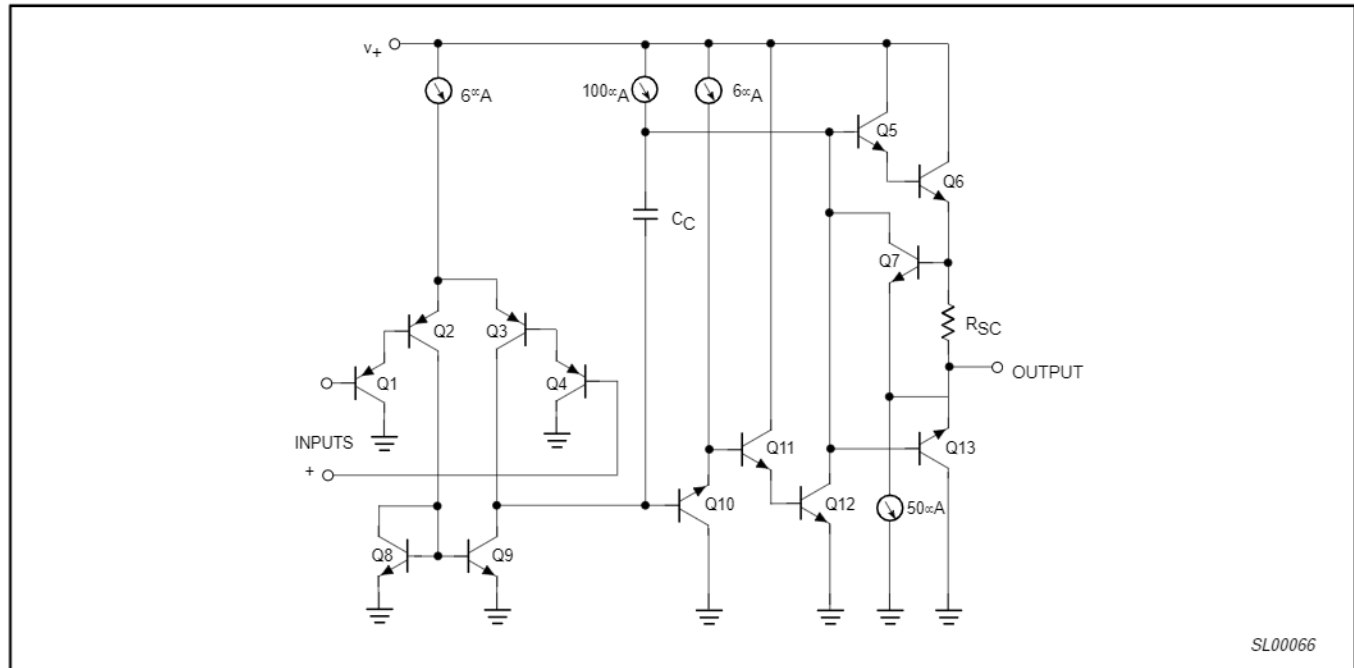 V+
6∝A
100∝A
6∝A
Q5
Q6
CC
Q7
Q2
Q3
RSC
Q1
Q4
OUTPUT
INPUTS
+
Q11
Q13
Q10
Q12
50∝A
Q8
Q9
SL00066